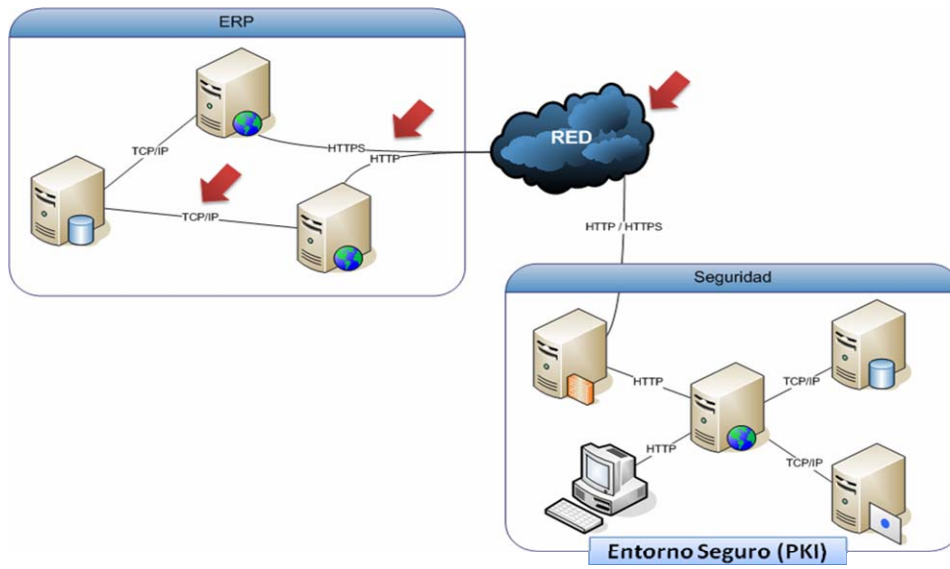 ERP
TCP/IP
HTTPS
HTTP
TCP/IP
RED
HTTP / HTTPS
Seguridad
HTTP
TCP/IP
HTTP
TCP/IP
Entorno Seguro (PKI)